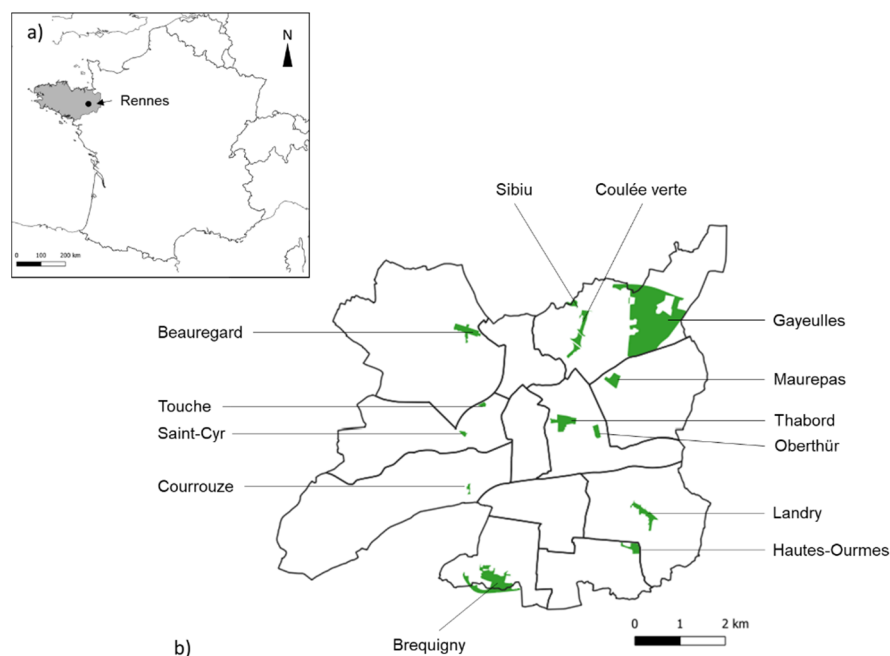 a)
N
Rennes
0 100 200 km
Sibiu
Coulée verte
Beauregard
Gayeulles
Maurepas
Touche
Thabord
Saint-Cyr
Oberthür
Courrouze
Landry
Hautes-Ourmes
Brequigny
0 1 2 km
b)